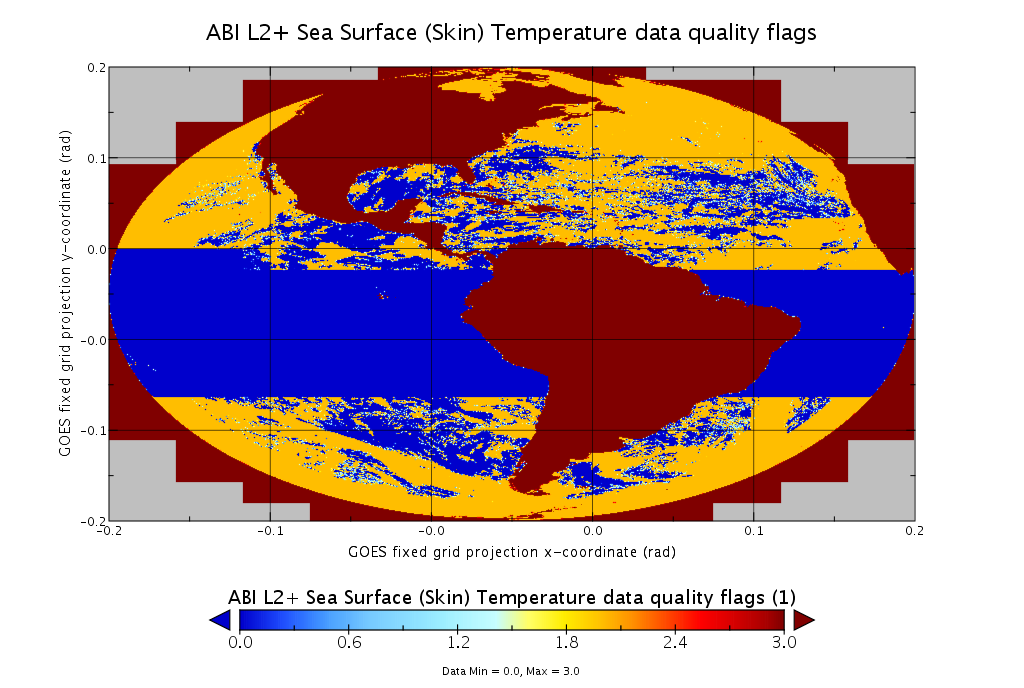 ABI L2+ Sea Surface (Skin) Temperature data quality flags
0.2
0.1
0.0
−0.0
−0.1
−0.2
GOES fixed grid projection y−coordinate (rad)
−0.2 −0.1 −0.0 0.0 0.1 0.2
GOES fixed grid projection x−coordinate (rad)
ABI L2+ Sea Surface (Skin) Temperature data quality flags (1)
0.0 0.6 1.2 1.8 2.4 3.0
Data Min = 0.0, Max = 3.0